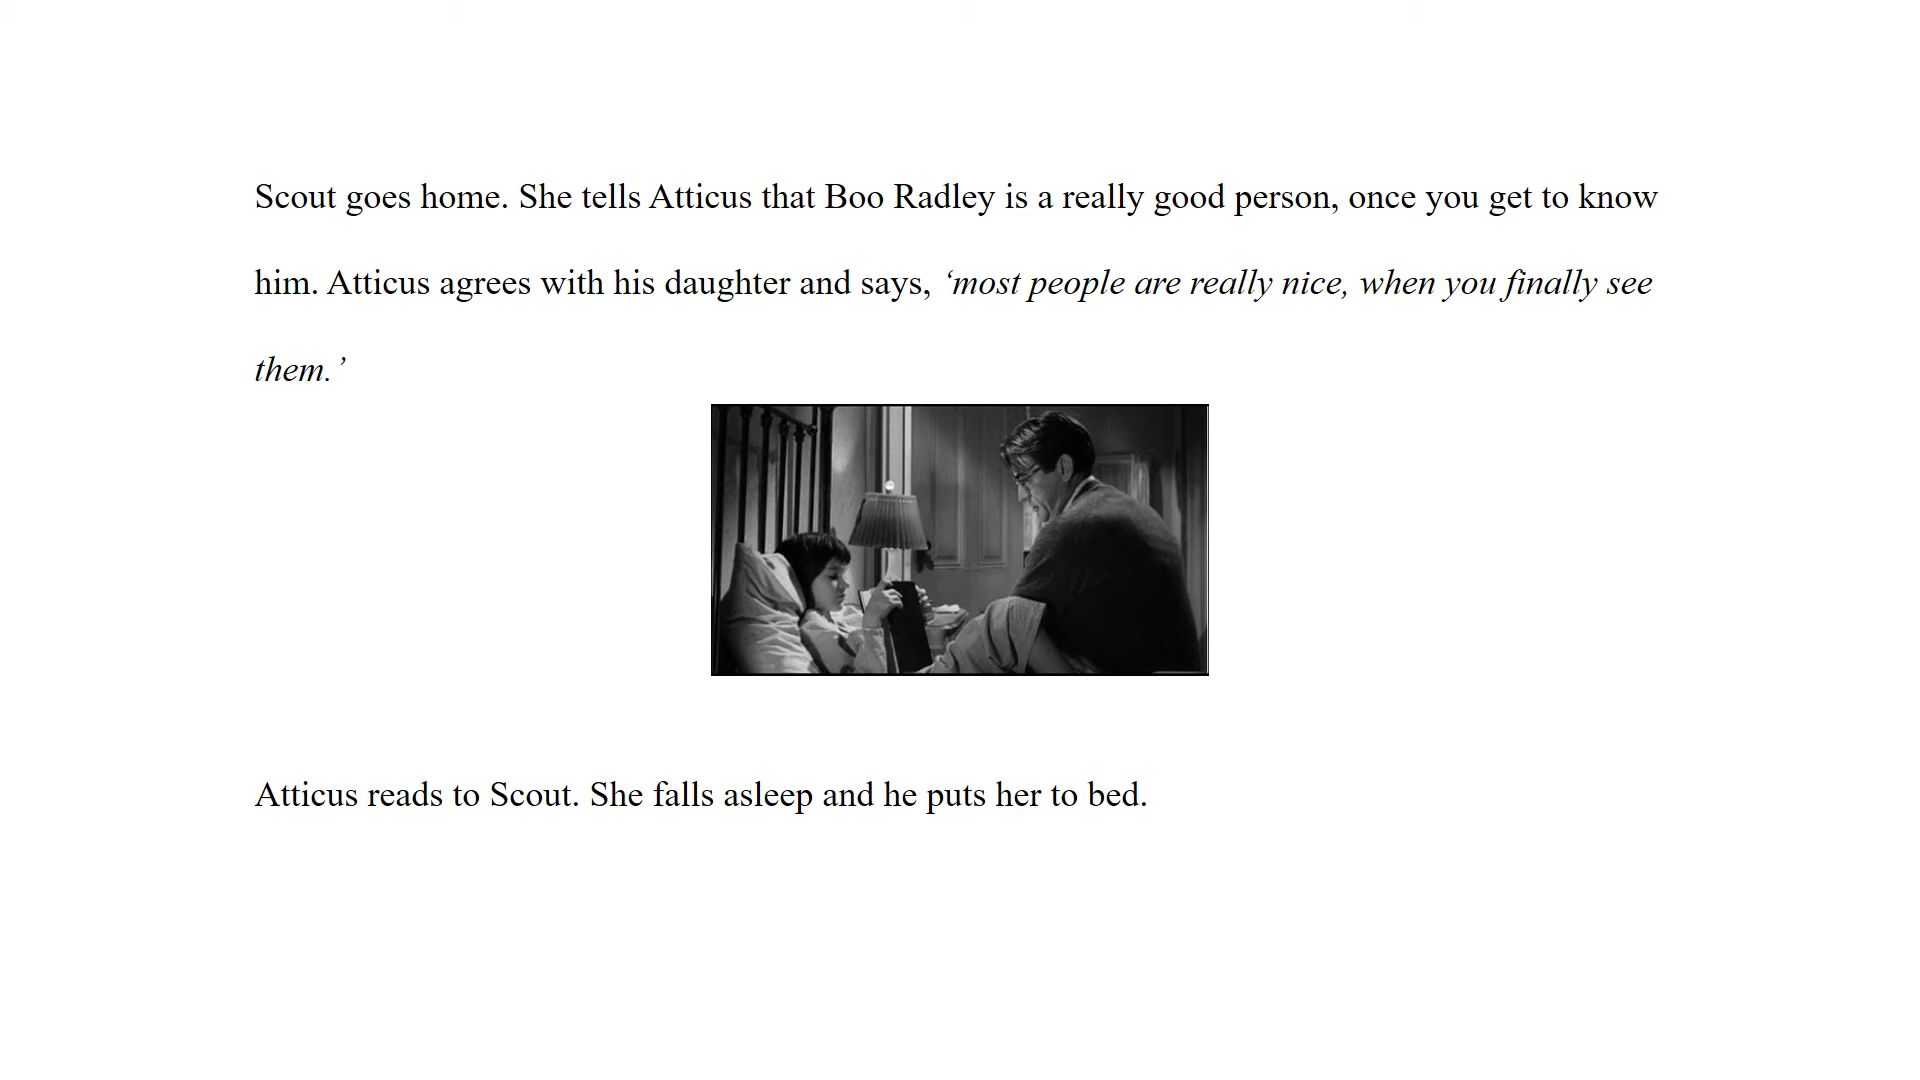 Scout goes home. She tells Atticus that Boo Radley is a really good person, once you get to know
him. Atticus agrees with his daughter and says, ‘most people are really nice, when you finally see
them.’
Atticus reads to Scout. She falls asleep and he puts her to bed.